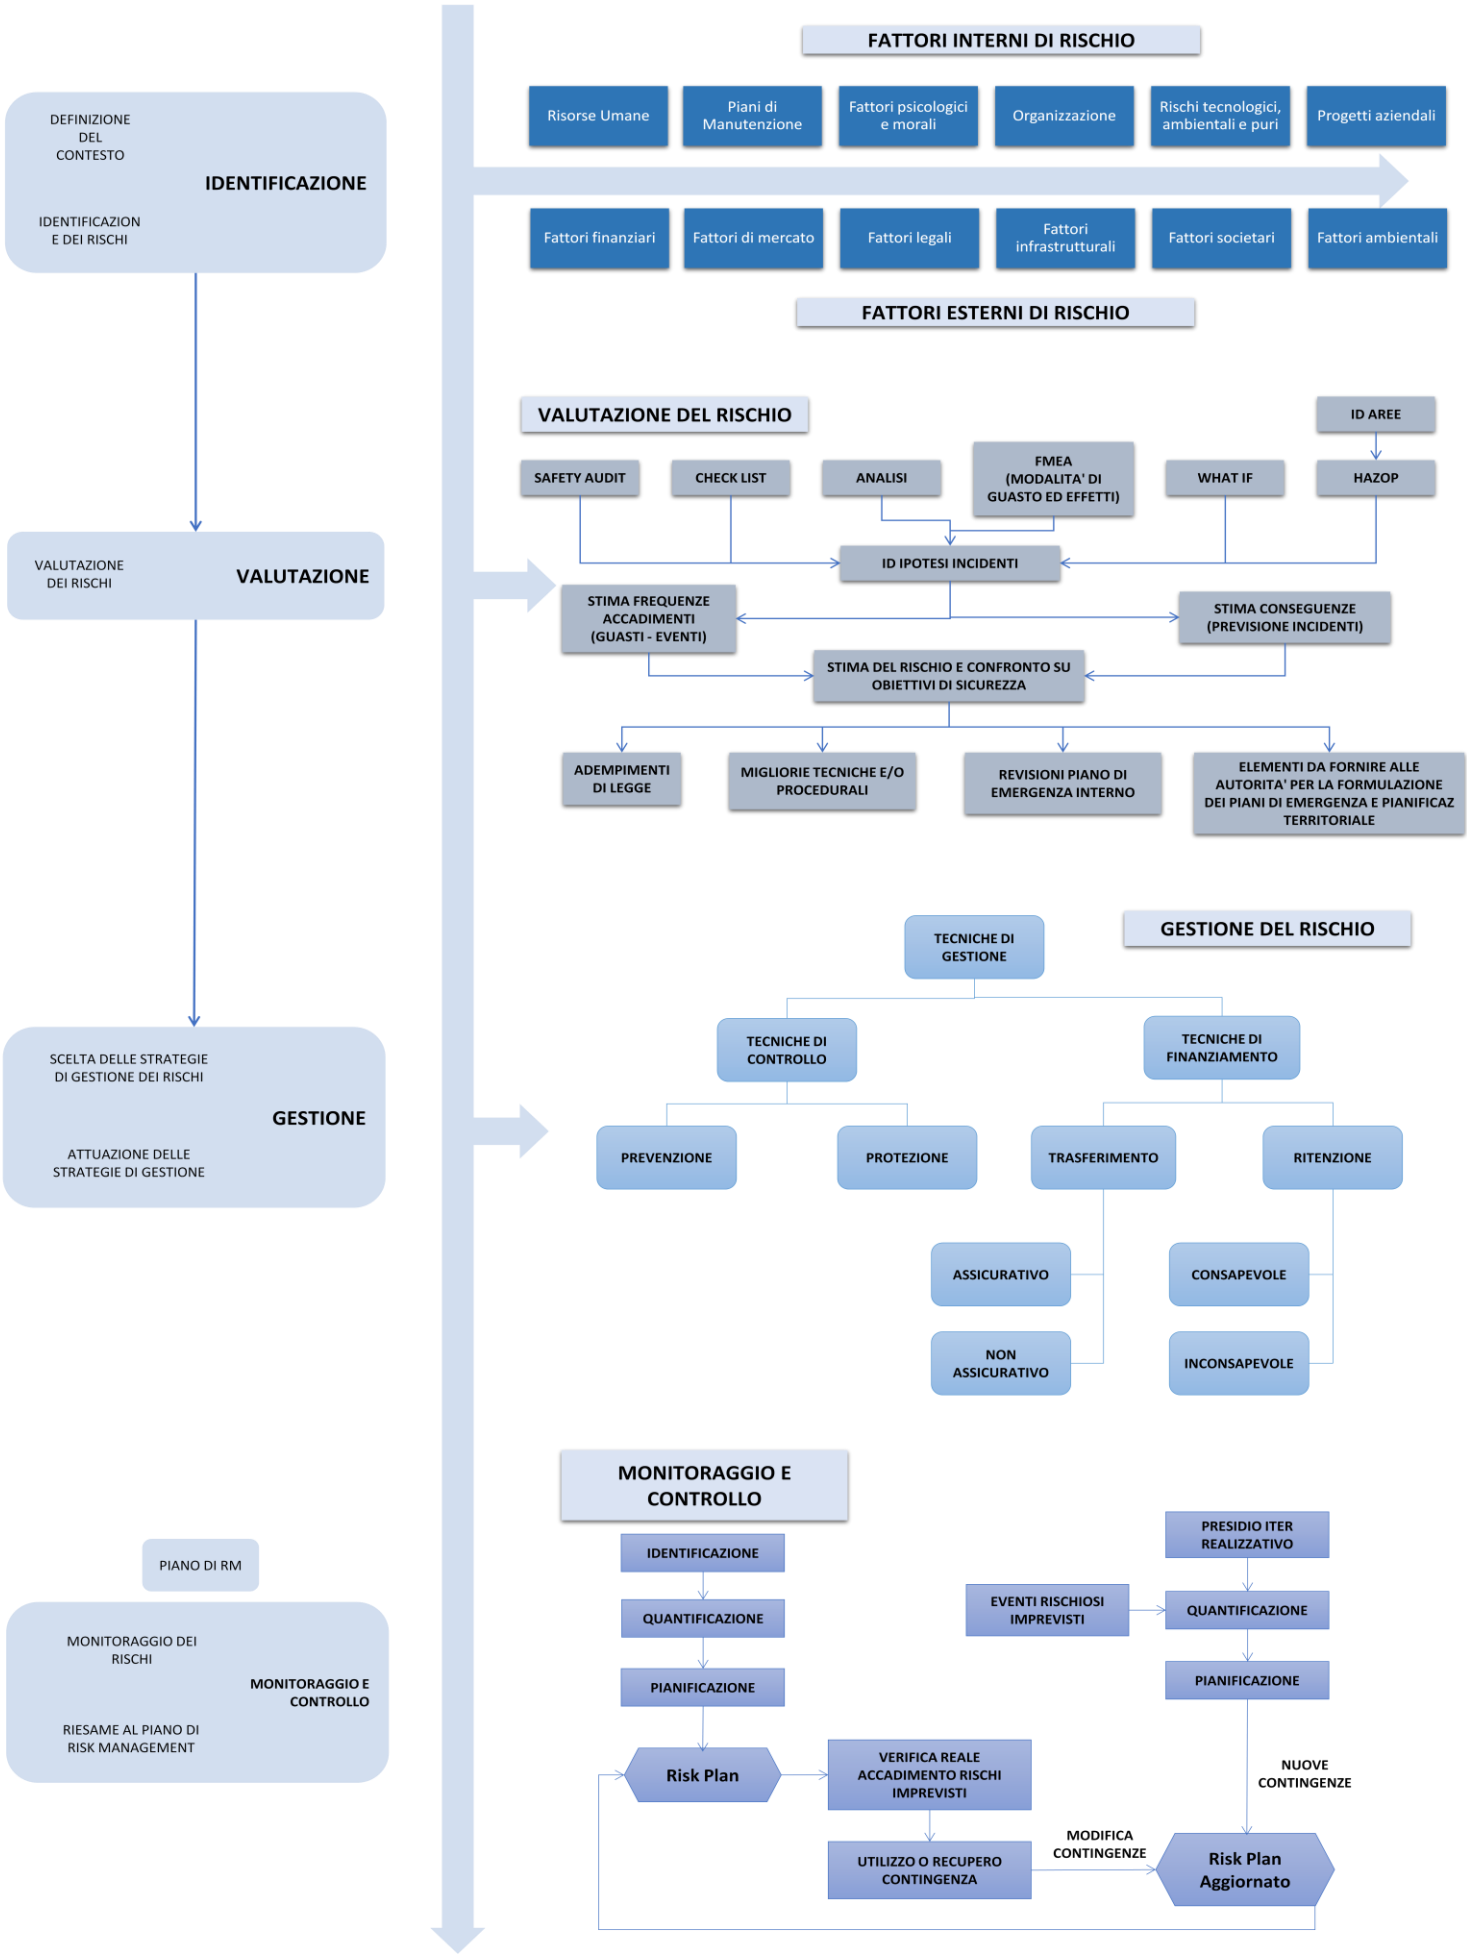 FATTORI INTERNI DI RISCHIO
Risorse Umane
Piani di
Manutenzione
Fattori psicologici
e morali
Organizzazione
Rischi tecnologici,
ambientali e puri
Progetti aziendali
DEFINIZIONE
DEL
CONTESTO
IDENTIFICAZIONE
IDENTIFICAZION
E DEI RISCHI
Fattori finanziari
Fattori di mercato
Fattori legali
Fattori
infrastrutturali
Fattori societari
Fattori ambientali
FATTORI ESTERNI DI RISCHIO
VALUTAZIONE DEL RISCHIO
ID AREE
SAFETY AUDIT
CHECK LIST
ANALISI
FMEA
(MODALITA' DI
GUASTO ED EFFETTI)
WHAT IF
HAZOP
ID IPOTESI INCIDENTI
VALUTAZIONE
DEI RISCHI
VALUTAZIONE
STIMA FREQUENZE
ACCADIMENTI
(GUASTI - EVENTI)
STIMA CONSEGUENZE
(PREVISIONE INCIDENTI)
STIMA DEL RISCHIO E CONFRONTO SU
OBIETTIVI DI SICUREZZA
ADEMPIMENTI
DI LEGGE
MIGLIORIE TECNICHE E/O
PROCEDURALI
REVISIONI PIANO DI
EMERGENZA INTERNO
ELEMENTI DA FORNIRE ALLE
AUTORITA' PER LA FORMULAZIONE
DEI PIANI DI EMERGENZA E PIANIFICAZ
TERRITORIALE
GESTIONE DEL RISCHIO
TECNICHE DI
GESTIONE
TECNICHE DI
CONTROLLO
TECNICHE DI
FINANZIAMENTO
SCELTA DELLE STRATEGIE
DI GESTIONE DEI RISCHI
GESTIONE
ATTUAZIONE DELLE
STRATEGIE DI GESTIONE
PREVENZIONE
PROTEZIONE
TRASFERIMENTO
RITENZIONE
ASSICURATIVO
CONSAPEVOLE
NON
ASSICURATIVO
INCONSAPEVOLE
MONITORAGGIO E
CONTROLLO
PIANO DI RM
MONITORAGGIO DEI
RISCHI
MONITORAGGIO E
CONTROLLO
RIESAME AL PIANO DI
RISK MANAGEMENT
IDENTIFICAZIONE
QUANTIFICAZIONE
PIANIFICAZIONE
Risk Plan
VERIFICA REALE
ACCADIMENTO RISCHI
IMPREVISTI
UTILIZZO O RECUPERO
CONTINGENZA
MODIFICA
CONTINGENZE
PRESIDIO ITER
REALIZZATIVO
EVENTI RISCHIOSI
IMPREVISTI
QUANTIFICAZIONE
PIANIFICAZIONE
NUOVE
CONTINGENZE
Risk Plan
Aggiornato